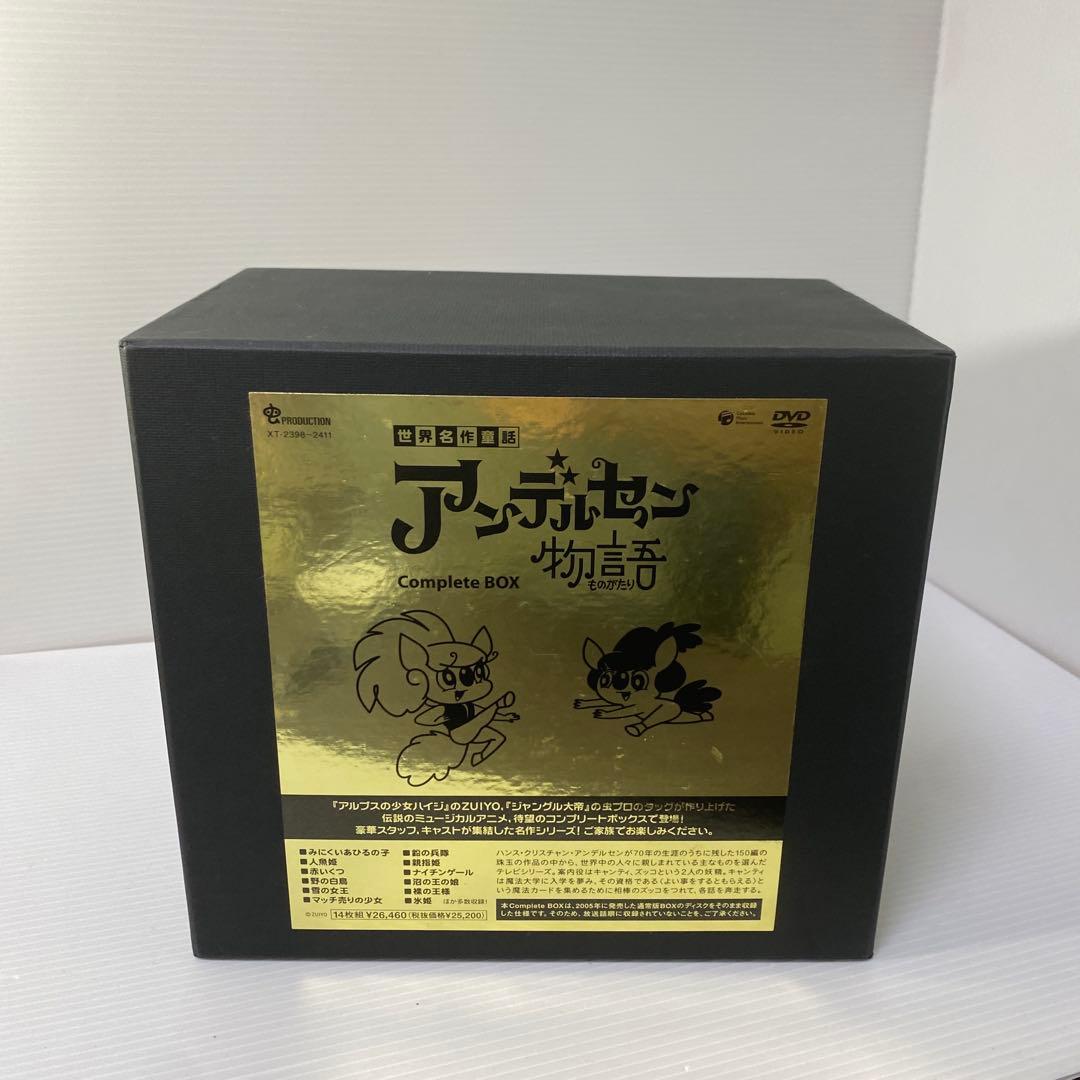 虫 PRODUCTION
XT-2398~2411
Columbia Music Entertainment
DVD
VIDEO
世界名作童話
アンデルセン
物語
ものがたり
Complete BOX
『アルプスの少女ハイジ』のZUIYO、『ジャングル大帝』の虫プロのタッグが作り上げた
伝説のミュージカルアニメ、待望のコンプリートボックスで登場!
豪華スタッフ、キャストが集結した名作シリーズ!ご家族でお楽しみください。
■みにくいあひるの子
■人魚姫
■赤いくつ
■野の白鳥
■雪の女王
■マッチ売りの少女
■鉛の兵隊
■親指姫
■ナイチンゲール
■沼の王の娘
■裸の王様
■氷姫 ほか多数収録!
ハンス・クリスチャン・アンデルセンが70年の生涯のうちに残した150編の
珠玉の作品の中から、世界中の人々に親しまれている主なものを選んだ
テレビシリーズ。案内役はキャンティ、ズッコという2人の妖精。キャンティ
は魔法大学に入学を夢み、その資格である(よい事をするともらえる)と
いう魔法カードを集めるために相棒のズッコをつれて、各話を奔走する。
©ZUIYO 14枚組 ¥26,460(税抜価格¥25,200)
本Complete BOXは、2005年に発売した通常版BOXのディスクをそのまま収録
した仕様です。そのため、放送話順に収録されていないことを、ご了承ください。